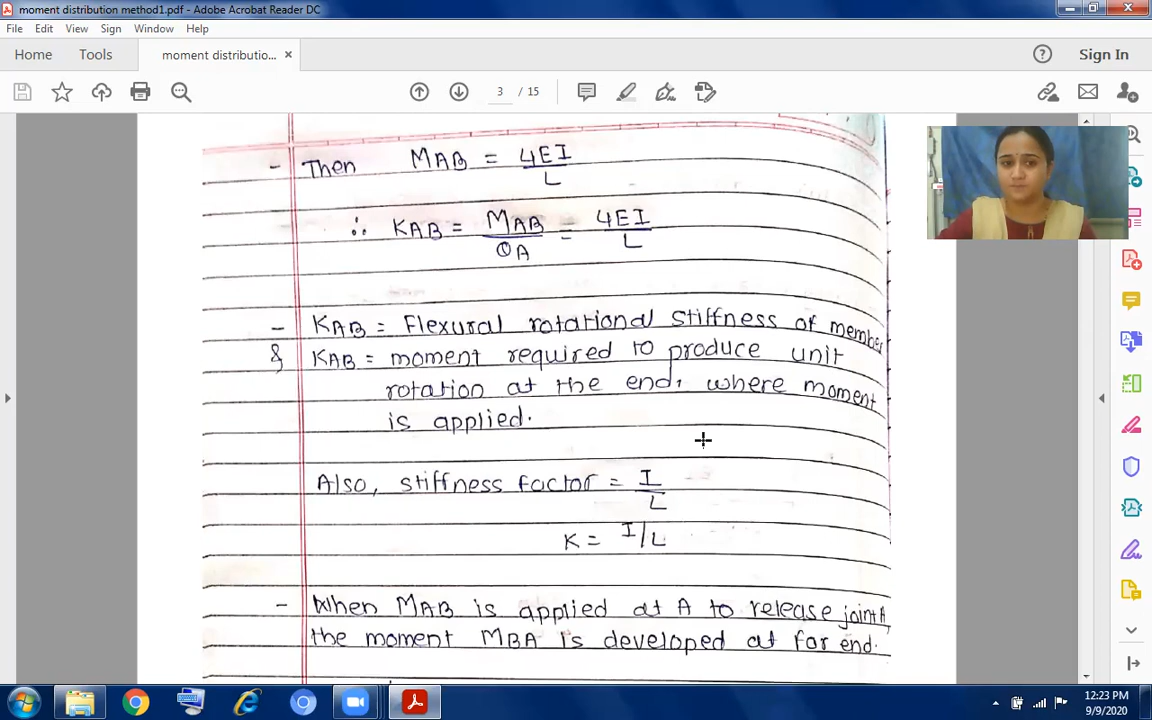 moment distribution method1.pdf - Adobe Acrobat Reader DC
File Edit View Sign Window Help
Home Tools moment distributio... × Sign In
3 / 15
- Then MAB = 4EI/L
∴ KAB = MAB/θA = 4EI/L
- KAB = Flexural rotational stiffness of member
& KAB = moment required to produce unit
rotation at the end, where moment
is applied.
Also, stiffness factor = I/L
K = I/L
- When MAB is applied at A to release joint A
the moment MBA is developed at far end.
12:23 PM
9/9/2020